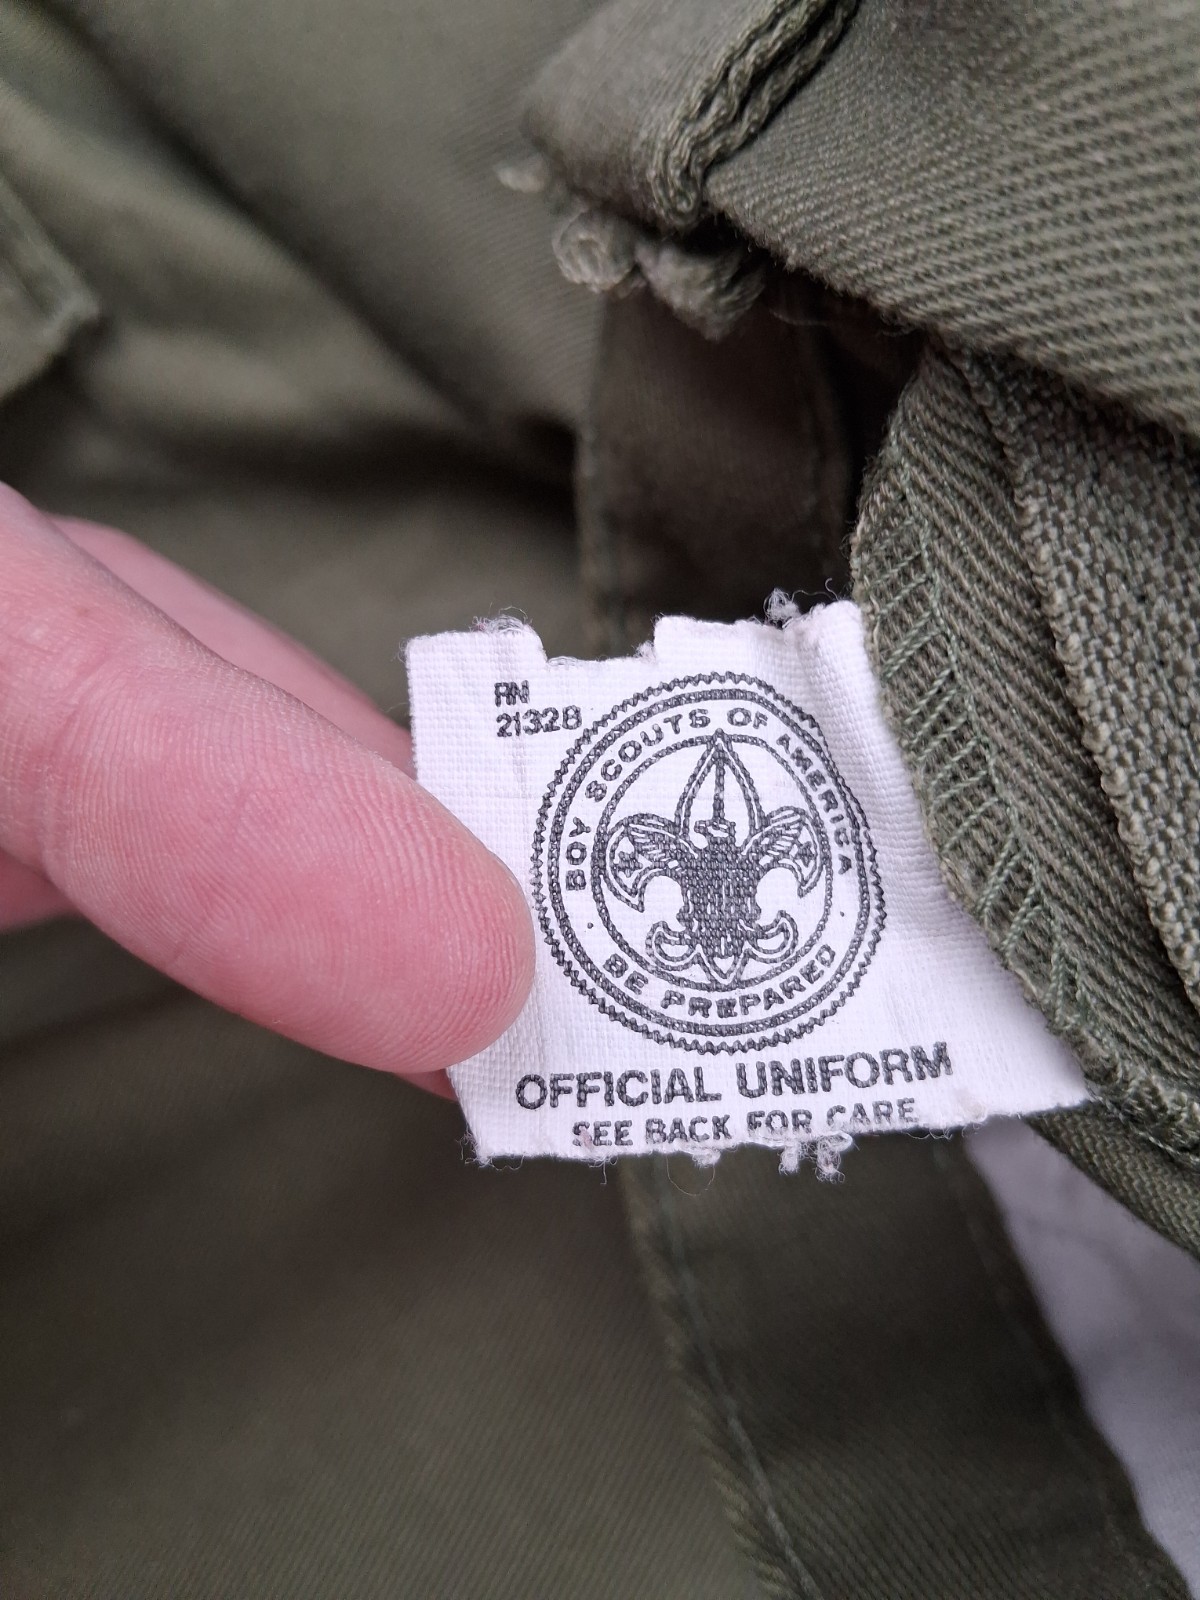 RN
21328
BOY SCOUTS OF AMERICA
BE PREPARED
OFFICIAL UNIFORM
SEE BACK FOR CARE